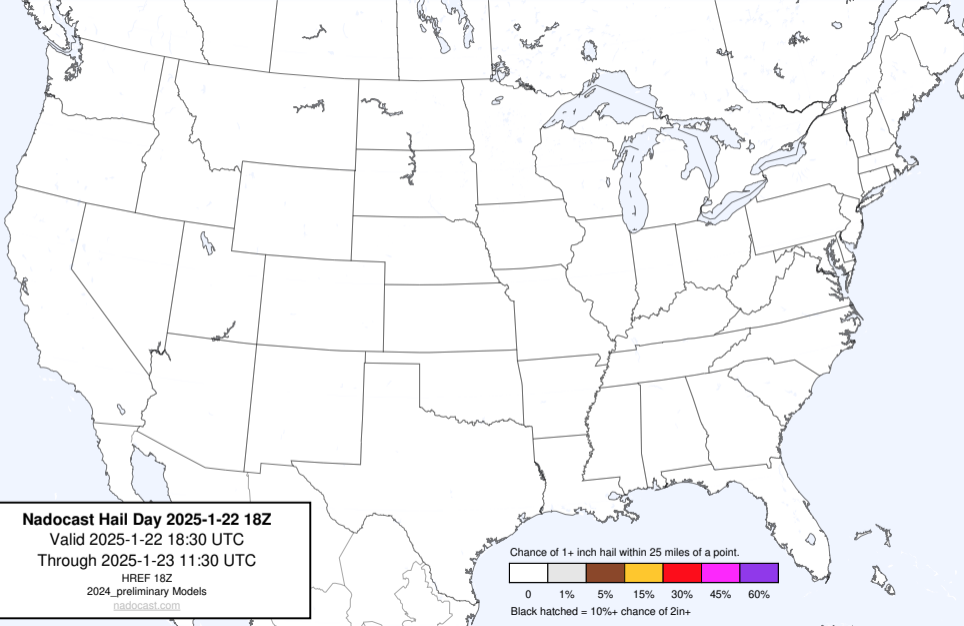 Nadocast Hail Day 2025-1-22 18Z
Valid 2025-1-22 18:30 UTC
Through 2025-1-23 11:30 UTC
HREF 18Z
2024_preliminary Models
nadocast.com
Chance of 1+ inch hail within 25 miles of a point.
0 1% 5% 15% 30% 45% 60%
Black hatched = 10%+ chance of 2in+